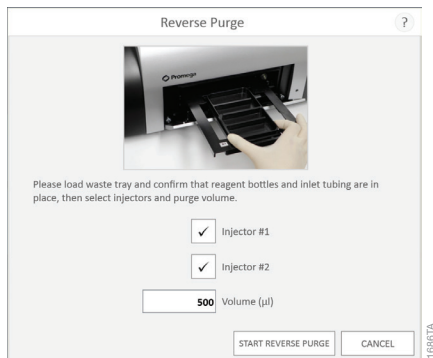 Reverse Purge
?
Promega
Please load waste tray and confirm that reagent bottles and inlet tubing are in
place, then select injectors and purge volume.
✓ Injector #1
✓ Injector #2
500 Volume (µl)
START REVERSE PURGE CANCEL
1686TA